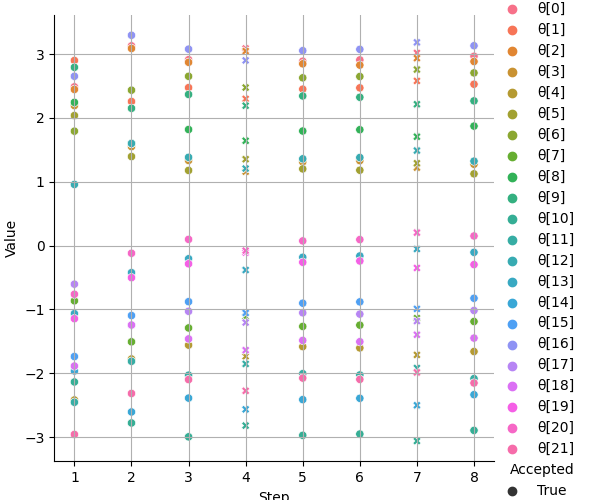 3
2
1
0
−1
−2
−3
Value
1 2 3 4 5 6 7 8
Step
θ[0]
θ[1]
θ[2]
θ[3]
θ[4]
θ[5]
θ[6]
θ[7]
θ[8]
θ[9]
θ[10]
θ[11]
θ[12]
θ[13]
θ[14]
θ[15]
θ[16]
θ[17]
θ[18]
θ[19]
θ[20]
θ[21]
Accepted
True